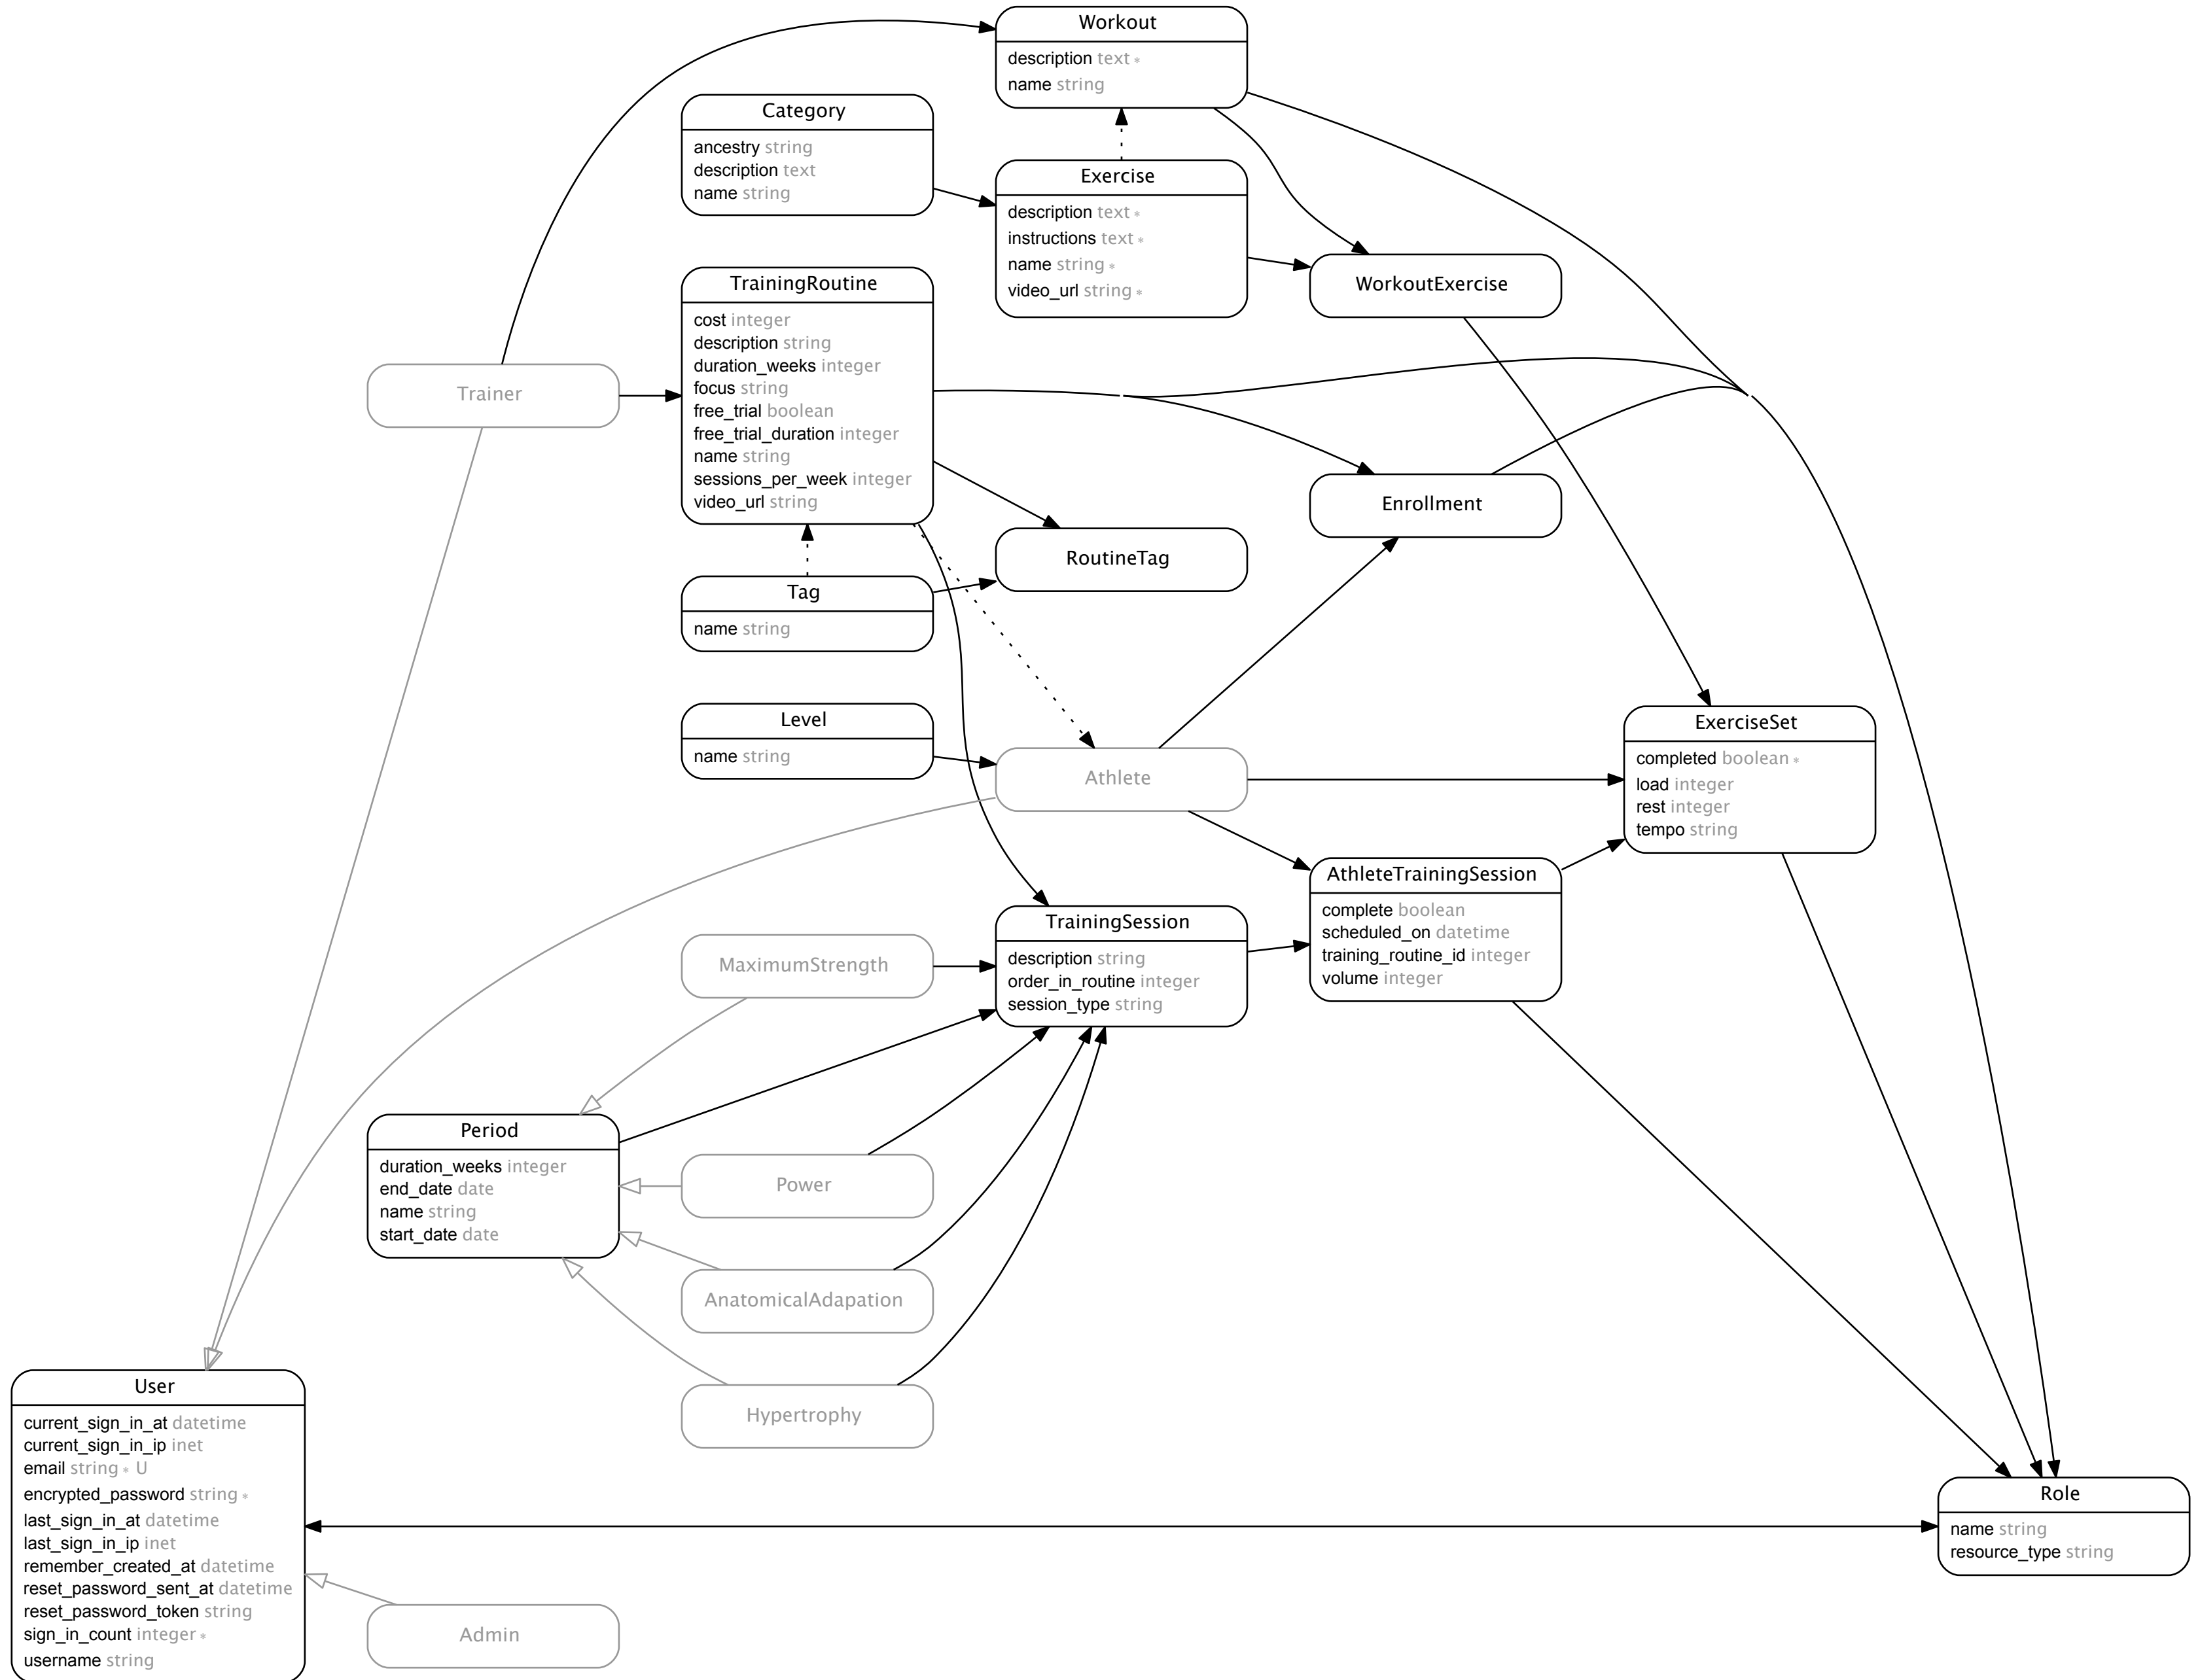 Workout
description text *
name string
Category
ancestry string
description text
name string
Exercise
description text *
instructions text *
name string *
video_url string *
WorkoutExercise
TrainingRoutine
cost integer
description string
duration_weeks integer
focus string
free_trial boolean
free_trial_duration integer
name string
sessions_per_week integer
video_url string
Trainer
Enrollment
RoutineTag
Tag
name string
Level
name string
Athlete
ExerciseSet
completed boolean *
load integer
rest integer
tempo string
AthleteTrainingSession
complete boolean
scheduled_on datetime
training_routine_id integer
volume integer
TrainingSession
description string
order_in_routine integer
session_type string
MaximumStrength
Period
duration_weeks integer
end_date date
name string
start_date date
Power
AnatomicalAdapation
Hypertrophy
User
current_sign_in_at datetime
current_sign_in_ip inet
email string * U
encrypted_password string *
last_sign_in_at datetime
last_sign_in_ip inet
remember_created_at datetime
reset_password_sent_at datetime
reset_password_token string
sign_in_count integer *
username string
Role
name string
resource_type string
Admin